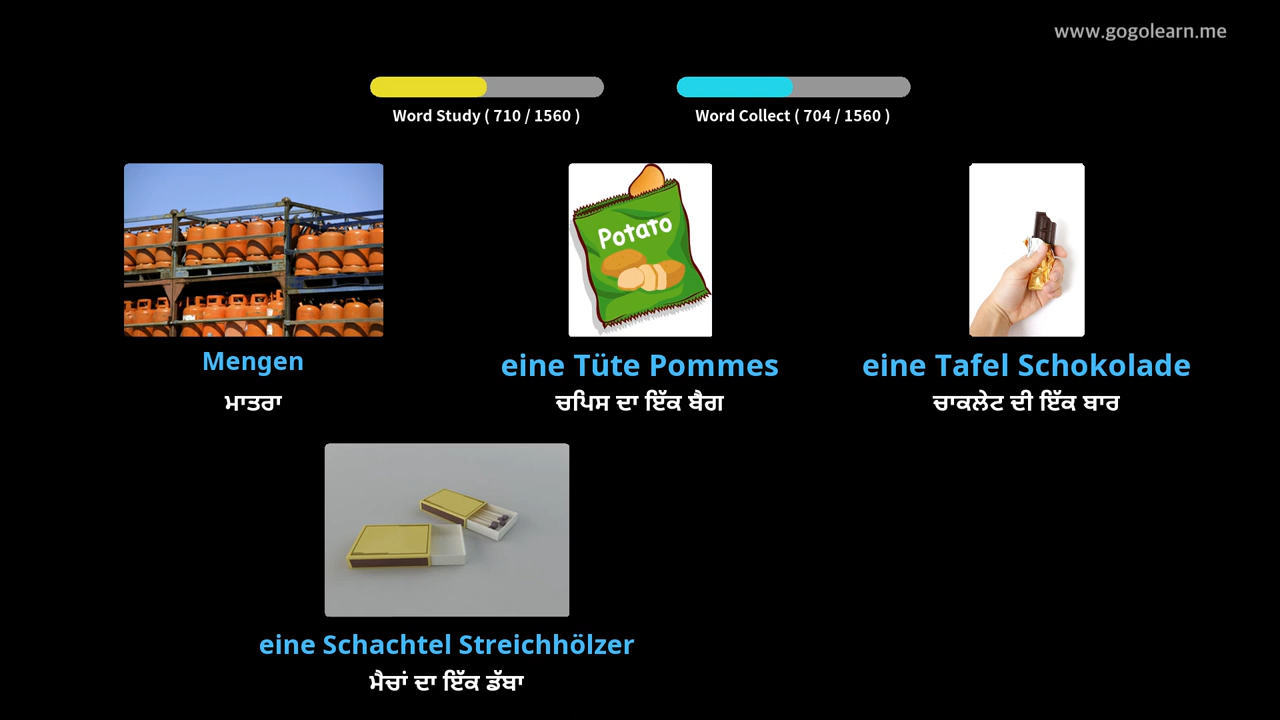 www.gogolearn.me
Word Study ( 710 / 1560 )
Word Collect ( 704 / 1560 )
Potato
Mengen
eine Tüte Pommes
eine Tafel Schokolade
ਮਾਤਰਾ
ਚਪਿਸ ਦਾ ਇੱਕ ਬੈਗ
ਚਾਕਲੇਟ ਦੀ ਇੱਕ ਬਾਰ
eine Schachtel Streichhölzer
ਮੈਚਾਂ ਦਾ ਇੱਕ ਡੱਬਾ